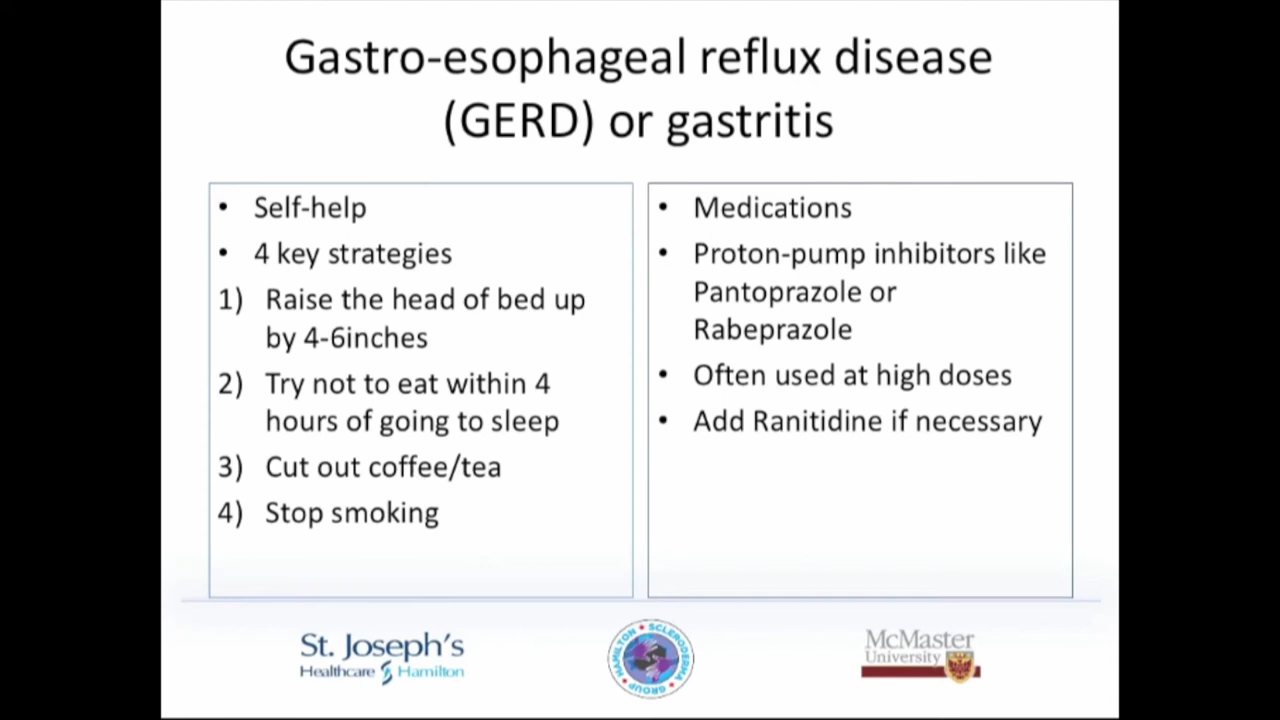 Gastro-esophageal reflux disease
(GERD) or gastritis
• Self-help
• 4 key strategies
1) Raise the head of bed up
by 4-6inches
2) Try not to eat within 4
hours of going to sleep
3) Cut out coffee/tea
4) Stop smoking
• Medications
• Proton-pump inhibitors like
Pantoprazole or
Rabeprazole
• Often used at high doses
• Add Ranitidine if necessary
St. Joseph's
Healthcare Hamilton
HAMILTON • SCLERODERMA • GROUP •
McMaster
University